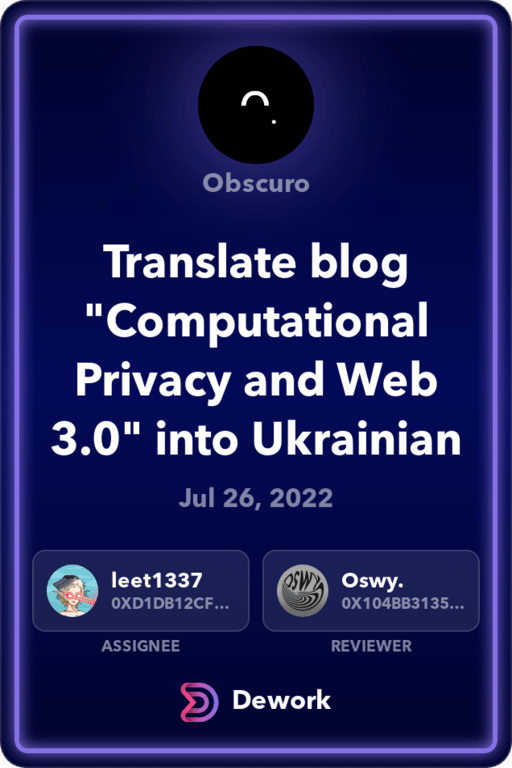 Obscuro
Translate blog
"Computational
Privacy and Web
3.0" into Ukrainian
Jul 26, 2022
leet1337
0XD1DB12CF...
ASSIGNEE
OSWY
Oswy.
0X104BB3135...
REVIEWER
Dework